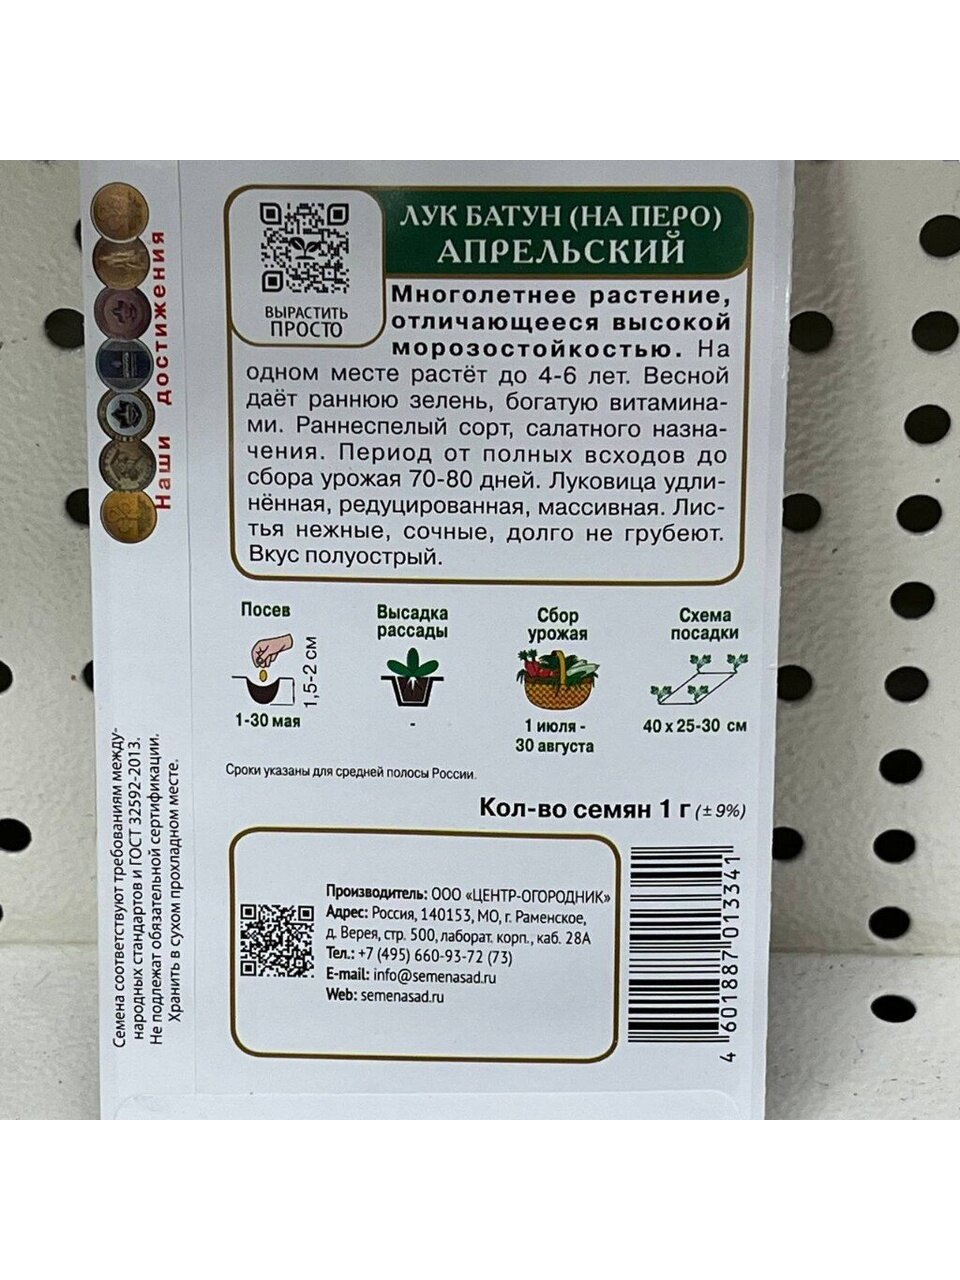 ЛУК БАТУН (НА ПЕРО)
АПРЕЛЬСКИЙ
ВЫРАСТИТЬ
ПРОСТО
Многолетнее растение,
отличающееся высокой
морозостойкостью. На
одном месте растёт до 4-6 лет. Весной
даёт раннюю зелень, богатую витамина-
ми. Раннеспелый сорт, салатного назна-
чения. Период от полных всходов до
сбора урожая 70-80 дней. Луковица удли-
нённая, редуцированная, массивная. Лис-
тья нежные, сочные, долго не грубеют.
Вкус полуострый.
Наши достижения
Посев
1,5-2 см
1-30 мая
Высадка
рассады
-
Сбор
урожая
1 июля -
30 августа
Схема
посадки
40 х 25-30 см
Сроки указаны для средней полосы России.
Кол-во семян 1 г (±9%)
Производитель: ООО «ЦЕНТР-ОГОРОДНИК»
Адрес: Россия, 140153, МО, г. Раменское,
д. Верея, стр. 500, лаборат. корп., каб. 28А
Тел.: +7 (495) 660-93-72 (73)
E-mail: info@semenasad.ru
Web: semenasad.ru
4 601887 013341
Семена соответствуют требованиям между-
народных стандартов и ГОСТ 32592-2013.
Не подлежат обязательной сертификации.
Хранить в сухом прохладном месте.